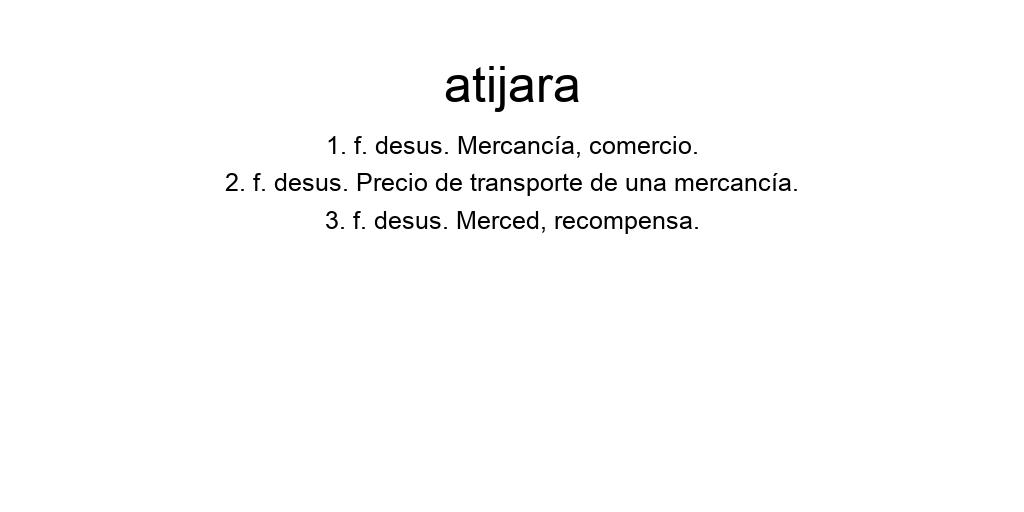 atijara
1. f. desus. Mercancía, comercio.
2. f. desus. Precio de transporte de una mercancía.
3. f. desus. Merced, recompensa.